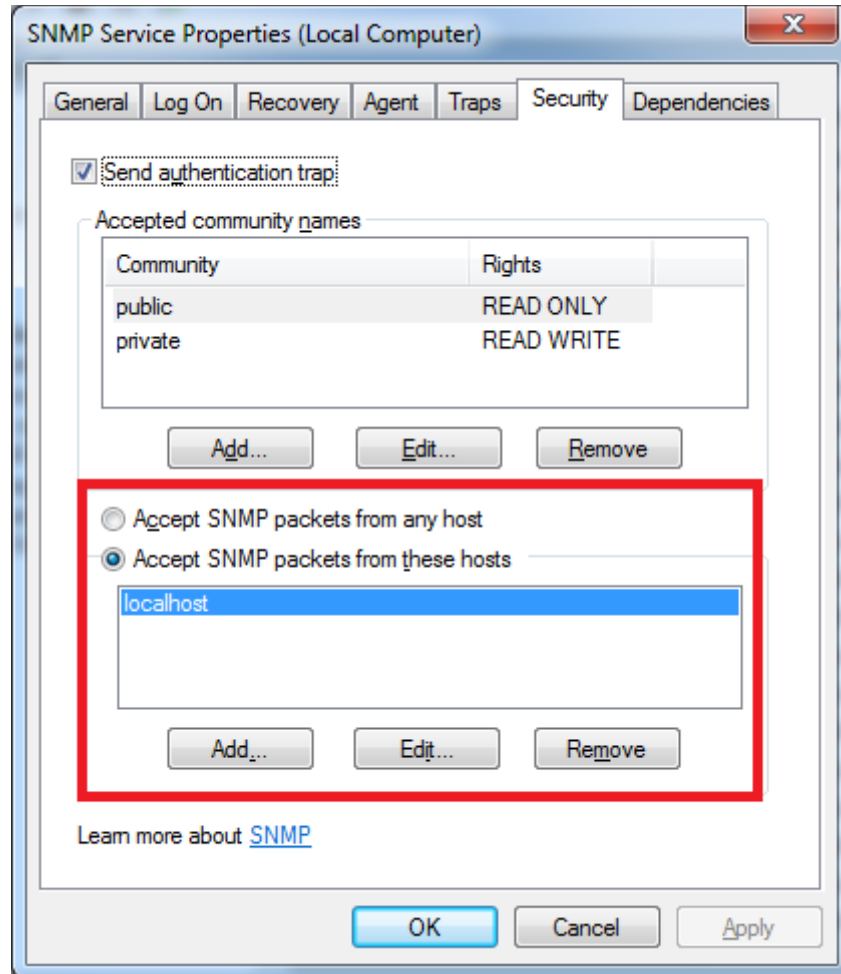 SNMP Service Properties (Local Computer)
General Log On Recovery Agent Traps Security Dependencies
Send authentication trap
Accepted community names
Community Rights
public READ ONLY
private READ WRITE
Add... Edit... Remove
Accept SNMP packets from any host
Accept SNMP packets from these hosts
localhost
Add... Edit... Remove
Learn more about SNMP
OK Cancel Apply